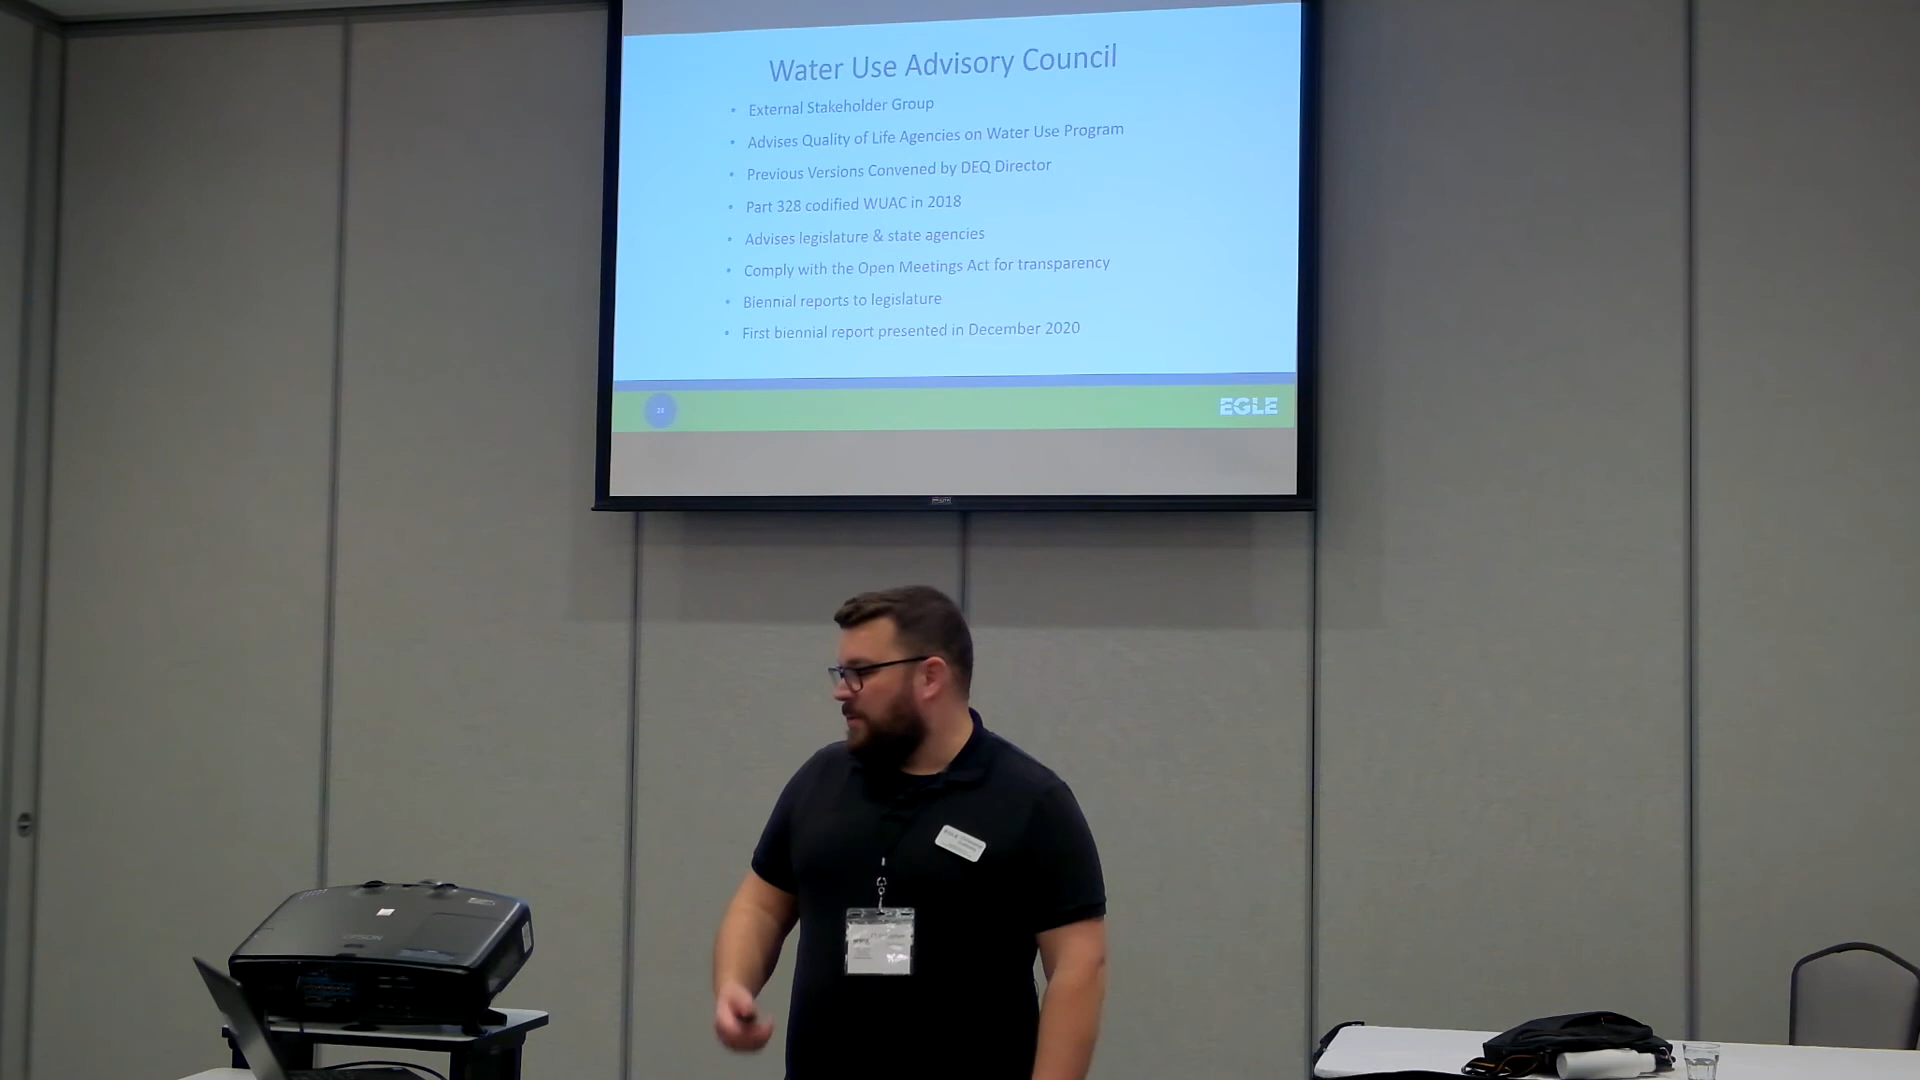 Water Use Advisory Council
• External Stakeholder Group
• Advises Quality of Life Agencies on Water Use Program
• Previous Versions Convened by DEQ Director
• Part 328 codified WUAC in 2018
• Advises legislature & state agencies
• Comply with the Open Meetings Act for transparency
• Biennial reports to legislature
• First biennial report presented in December 2020
EGLE
EPSON